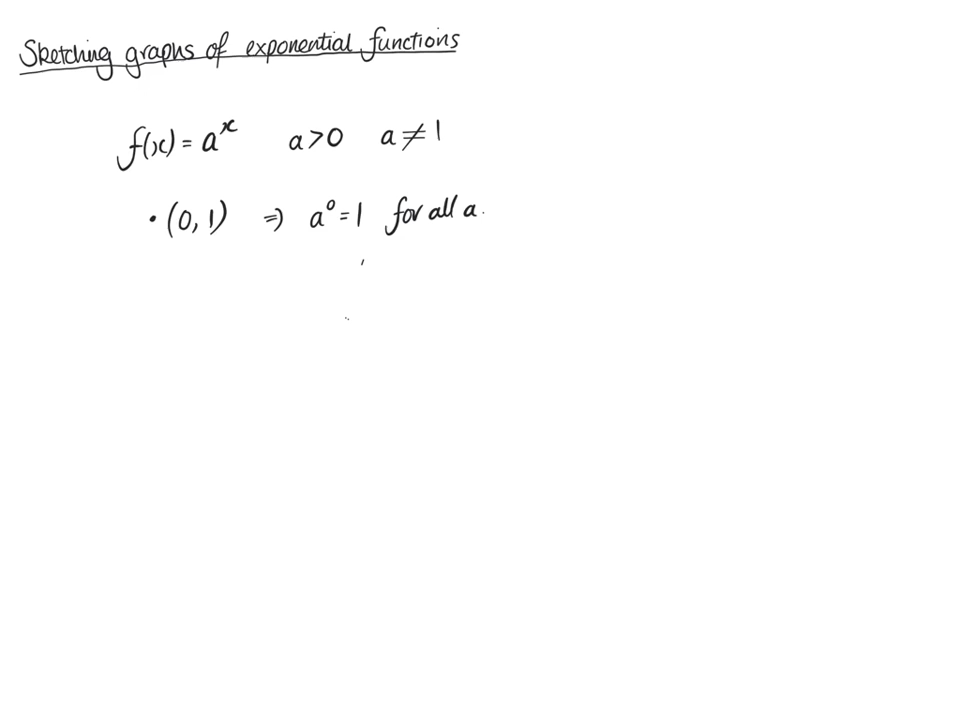 Sketching graphs of exponential functions
f(x) = a^x a>0 a≠1
• (0, 1) ⇒ a^0 = 1 for all a.